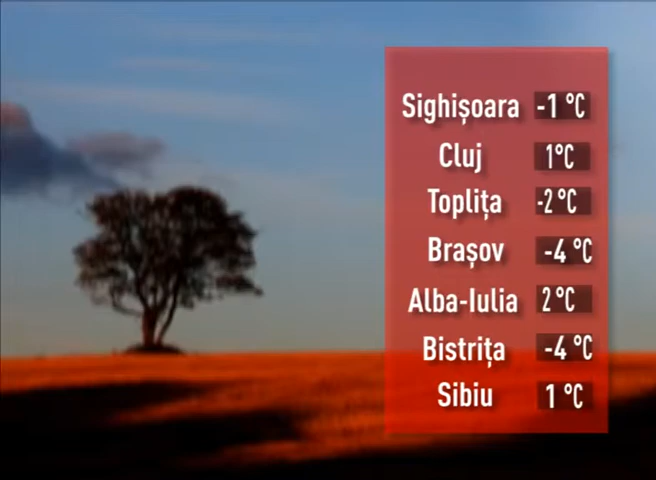 Sighișoara -1 °C
Cluj 1°C
Toplița -2 °C
Brașov -4 °C
Alba-Iulia 2 °C
Bistrița -4 °C
Sibiu 1 °C